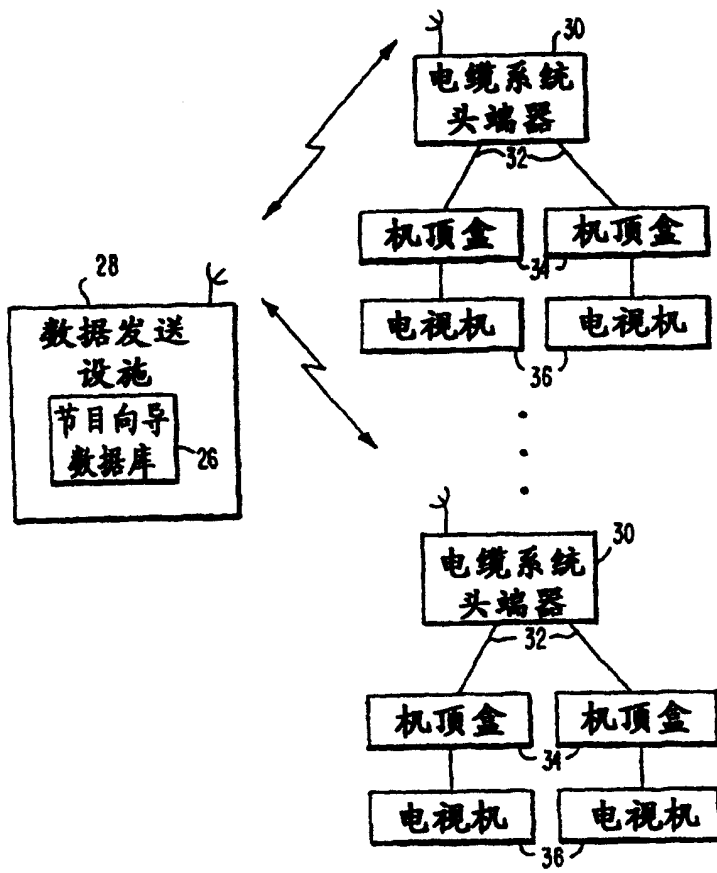 30
电缆系统
头端器
32
机顶盒 机顶盒
34
电视机 电视机
36
28
数据发送
设施
节目向导
数据库
26
30
电缆系统
头端器
32
机顶盒 机顶盒
34
电视机 电视机
36